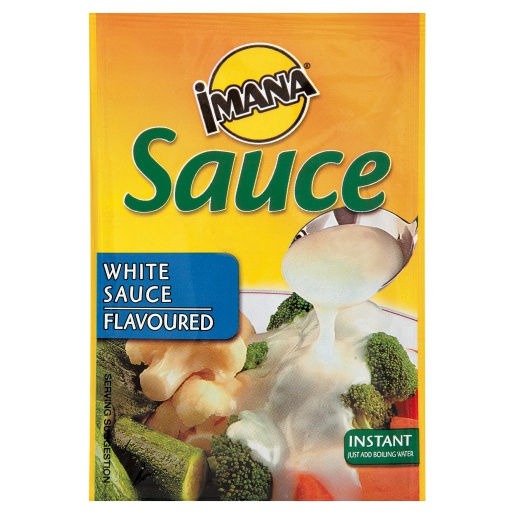 iMANA®
Sauce
WHITE
SAUCE
FLAVOURED
SERVING SUGGESTION
INSTANT
JUST ADD BOILING WATER